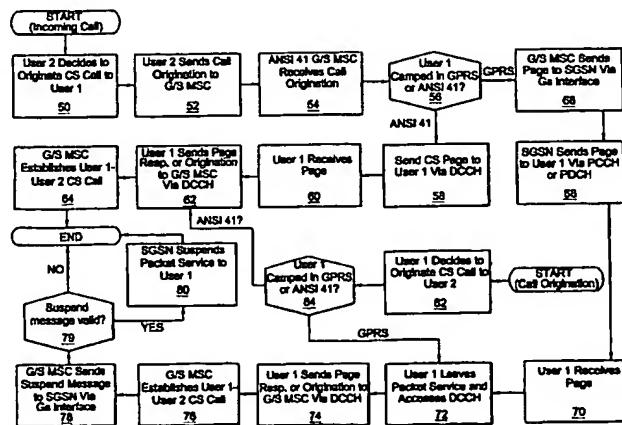 START
(Incoming Call)
User 2 Decides to
Originate CS Call to
User 1
50
User 2 Sends Call
Origination
to G/S MSC
52
ANSI 41 G/S MSC
Receives Call
Origination
54
User 1
Camped in GPRS
or ANSI 41?
56
GPRS
G/S MSC Sends
Page to SGSN Via
Gs Interface
68
ANSI 41
G/S MSC
Establishes User 1-
User 2 CS Call
64
User 1 Sends Page
Resp. or Origination
to G/S MSC
Via DCCH
62
User 1 Receives
Page
60
Send CS Page to
User 1 Via DCCH
58
SGSN Sends Page
to User 1 Via PCCH
or PDCH
68
END
ANSI 41?
NO
SGSN Suspends
Packet Service to
User 1
80
User 1
Camped in GPRS
or ANSI 41?
84
User 1 Decides to
Originate CS Call to
User 2
82
START
(Call Origination)
Suspend
message valid?
79
YES
GPRS
G/S MSC Sends
Suspend Message
to SGSN Via
Gs Interface
78
G/S MSC
Establishes User 1-
User 2 CS Call
76
User 1 Sends Page
Resp. or Origination to
G/S MSC Via DCCH
74
User 1 Leaves
Packet Service and
Accesses DCCH
72
User 1 Receives
Page
70